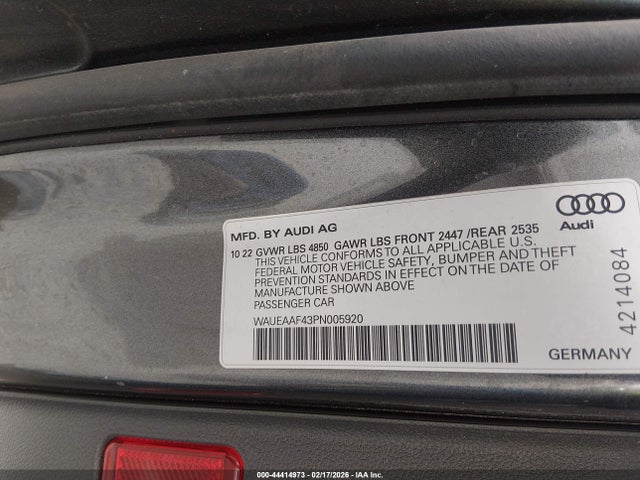 MFD. BY AUDI AG
10 22 GVWR LBS 4850 GAWR LBS FRONT 2447 /REAR 2535
THIS VEHICLE CONFORMS TO ALL APPLICABLE U.S.
FEDERAL MOTOR VEHICLE SAFETY, BUMPER AND THEFT
PREVENTION STANDARDS IN EFFECT ON THE DATE OF
MANUFACTURE SHOWN ABOVE
PASSENGER CAR
WAUEAAF43PN005920
Audi
4214084
GERMANY
000-44414973 - 02/17/2026 - IAA Inc.